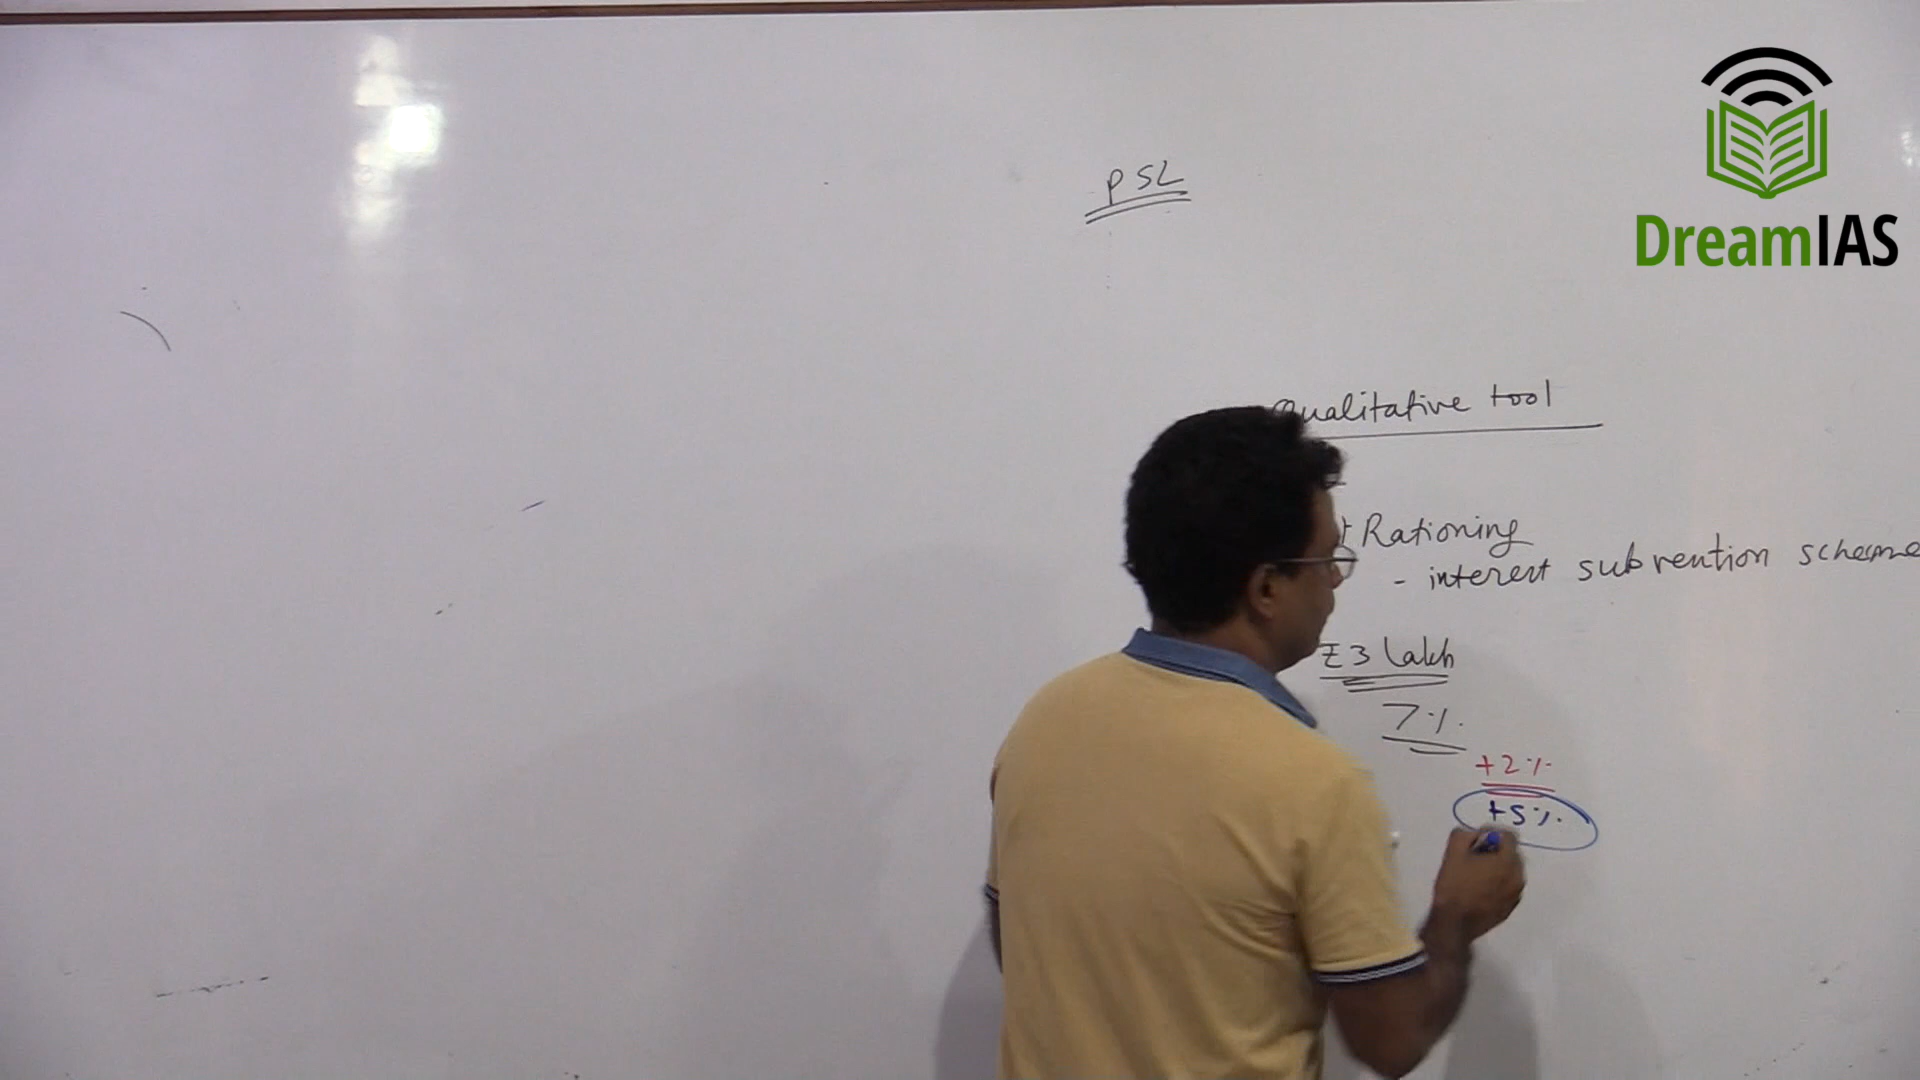 DreamIAS
PSL
Qualitative tool
Rationing
- interest subvention scheme
₹3 lakh
7%.
+2%
+5%.